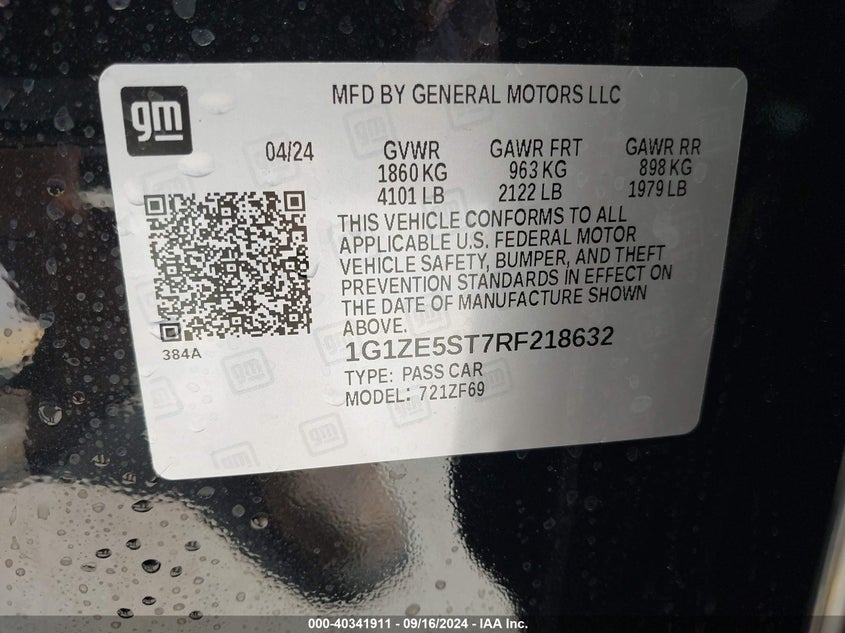 gm
MFD BY GENERAL MOTORS LLC
04/24
GVWR GAWR FRT GAWR RR
1860 KG 963 KG 898 KG
4101 LB 2122 LB 1979 LB
THIS VEHICLE CONFORMS TO ALL
APPLICABLE U.S. FEDERAL MOTOR
VEHICLE SAFETY, BUMPER, AND THEFT
PREVENTION STANDARDS IN EFFECT ON
THE DATE OF MANUFACTURE SHOWN
ABOVE.
384A
1G1ZE5ST7RF218632
TYPE: PASS CAR
MODEL: 721ZF69
000-40341911 - 09/16/2024 - IAA, Inc.